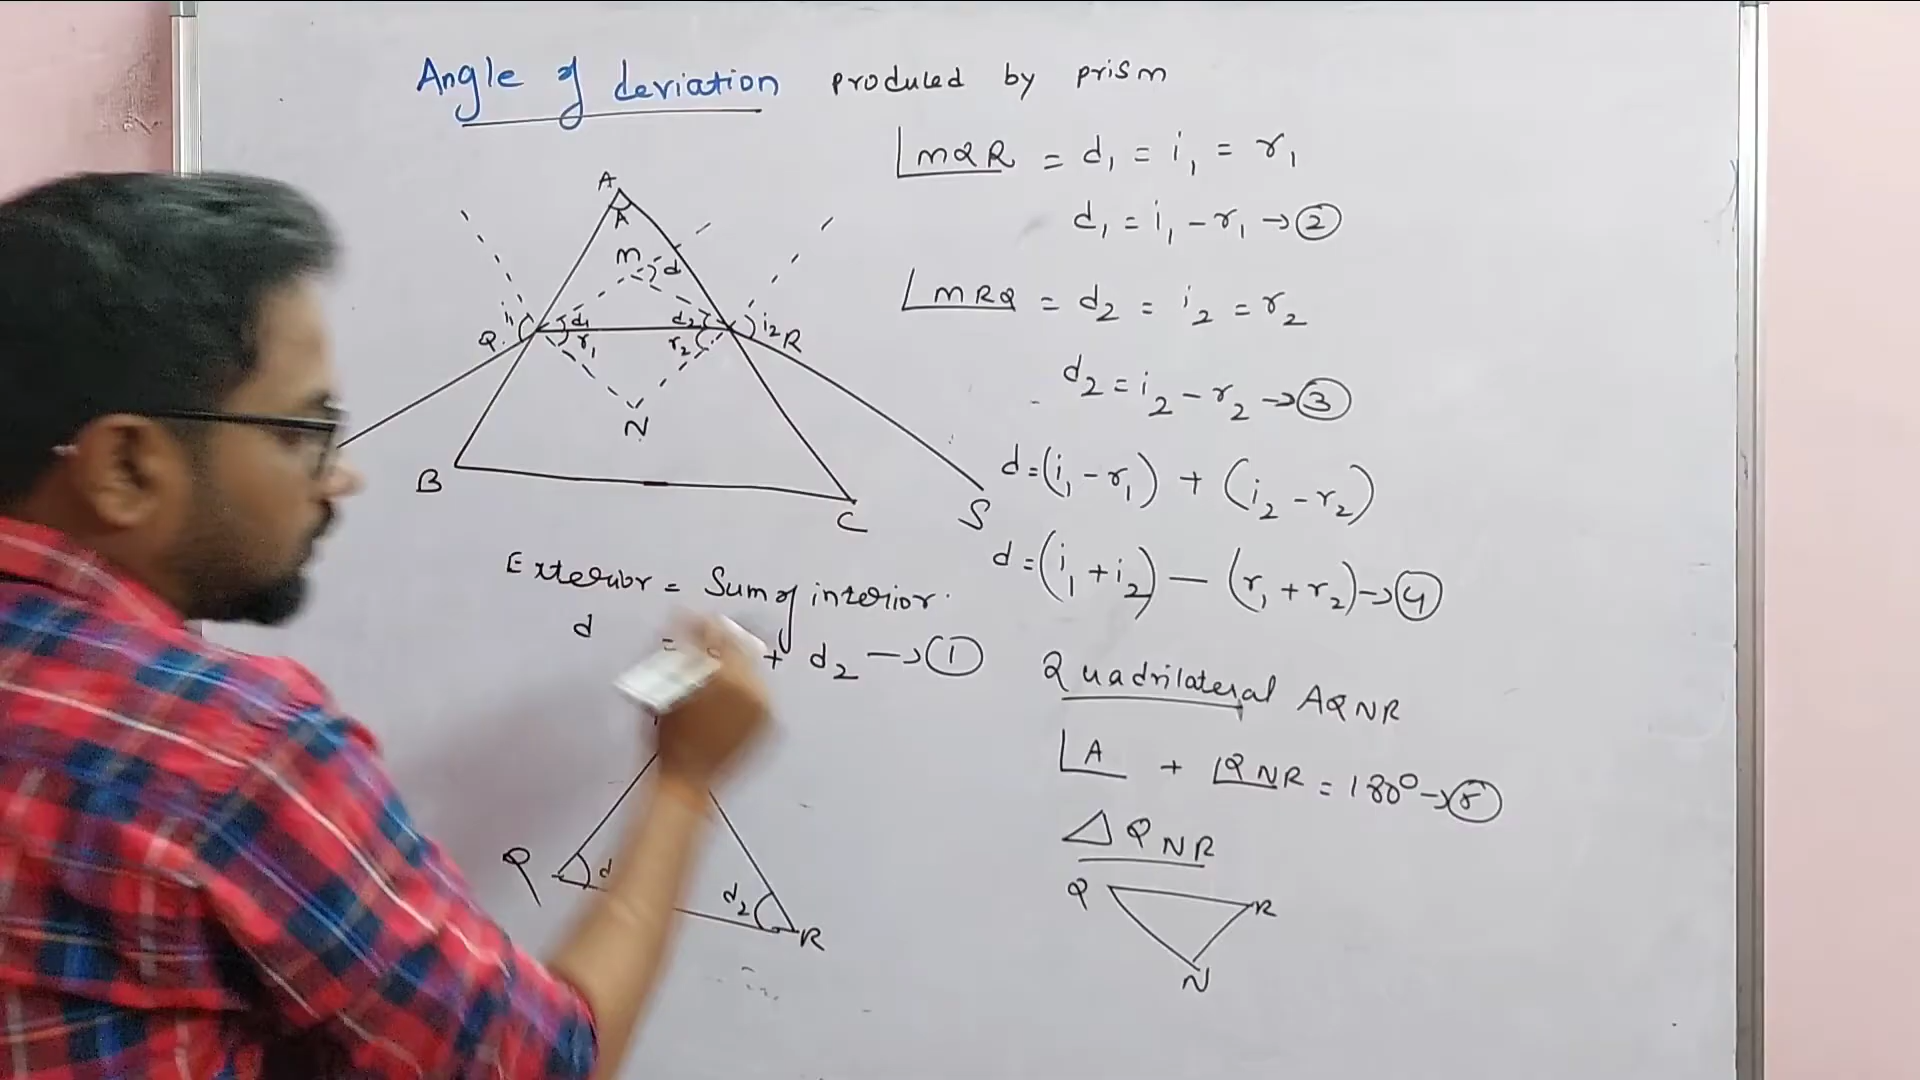 Angle of deviation produced by prism
∟MQR = d₁ = i₁ = r₁
d₁ = i₁ - r₁ → ②
∟MRQ = d₂ = i₂ = r₂
d₂ = i₂ - r₂ → ③
d = (i₁ - r₁) + (i₂ - r₂)
d = (i₁ + i₂) — (r₁ + r₂) → ④
Quadrilateral AQNR
∟A + ∟QNR = 180° → ⑤
△QNR
Q R
N
A
A
M d
i₁ d₁ d₂ i₂
Q r₁ r₂ R
N
B
C S
Exterior = Sum of interior.
d = + d₂ → ①
Q d
d₂ R